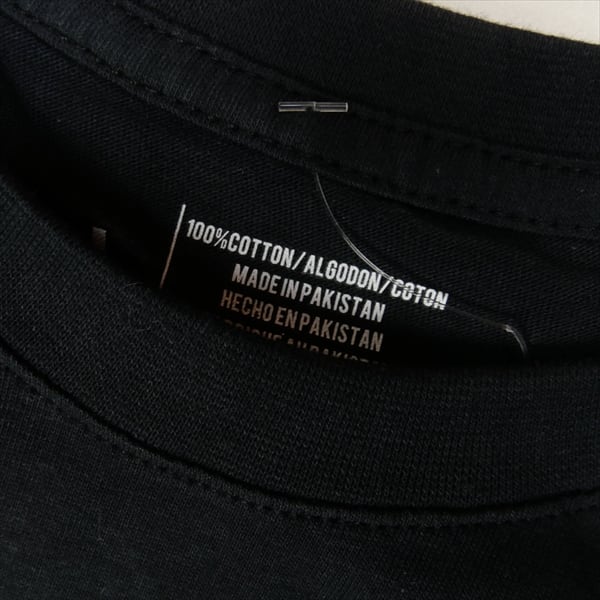 100%COTTON/ALGODON/COTON
MADE IN PAKISTAN
HECHO EN PAKISTAN